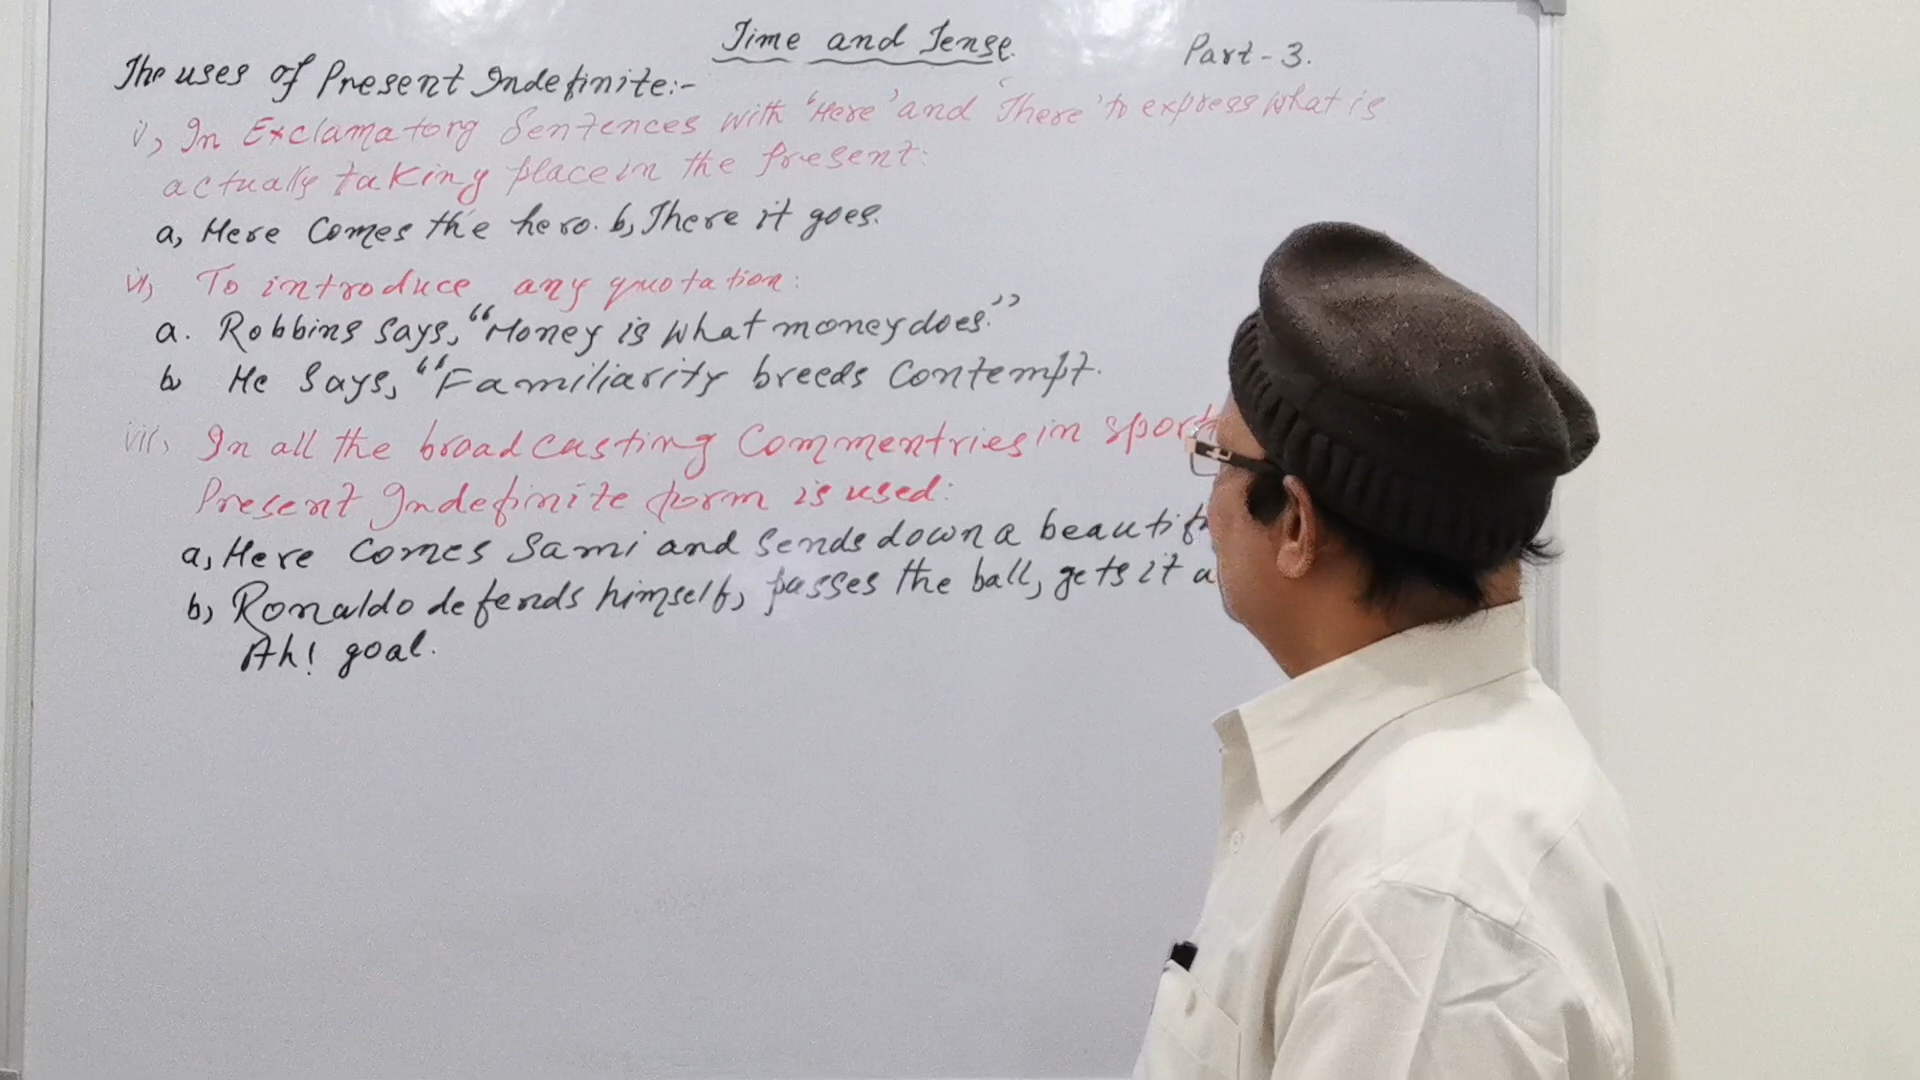 Time and Tense.
Part-3.
The uses of Present Indefinite:-
v, In Exclamatory Sentences with 'Here' and 'There' to express what is
actually taking place in the present:
a, Here Comes the hero. b, There it goes.
vi, To introduce any quotation:
a. Robbins says, "Money is what money does."
b He says, "Familiarity breeds Contempt.
vii, In all the broadcasting Commentries in sport
Present Indefinite form is used:
a, Here comes Sami and sends down a
b, Ronaldo defends himself, passes the ball, gets it
Ah! goal.